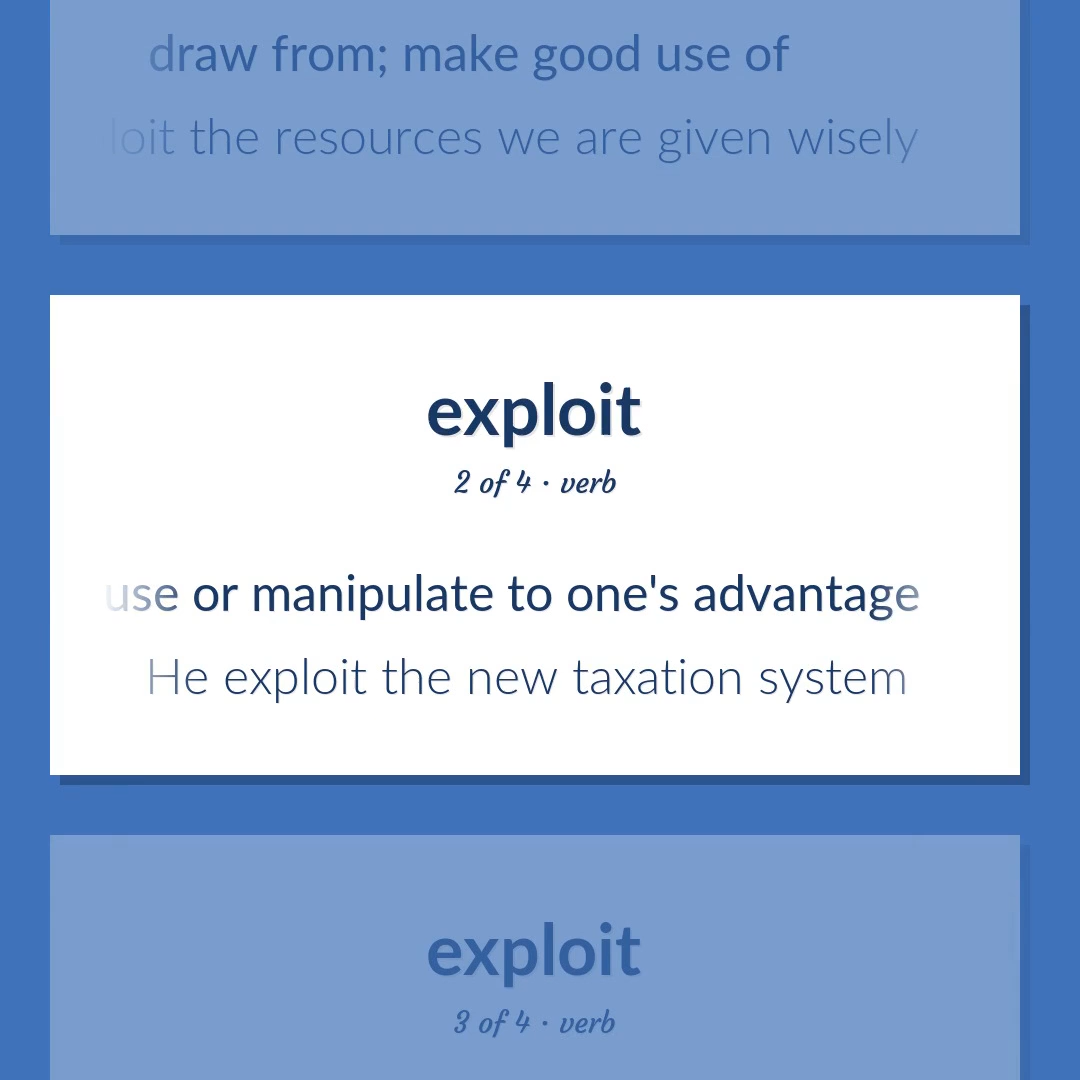 draw from; make good use of
loit the resources we are given wisely
exploit
2 of 4 · verb
use or manipulate to one's advantage
He exploit the new taxation system
exploit
3 of 4 · verb